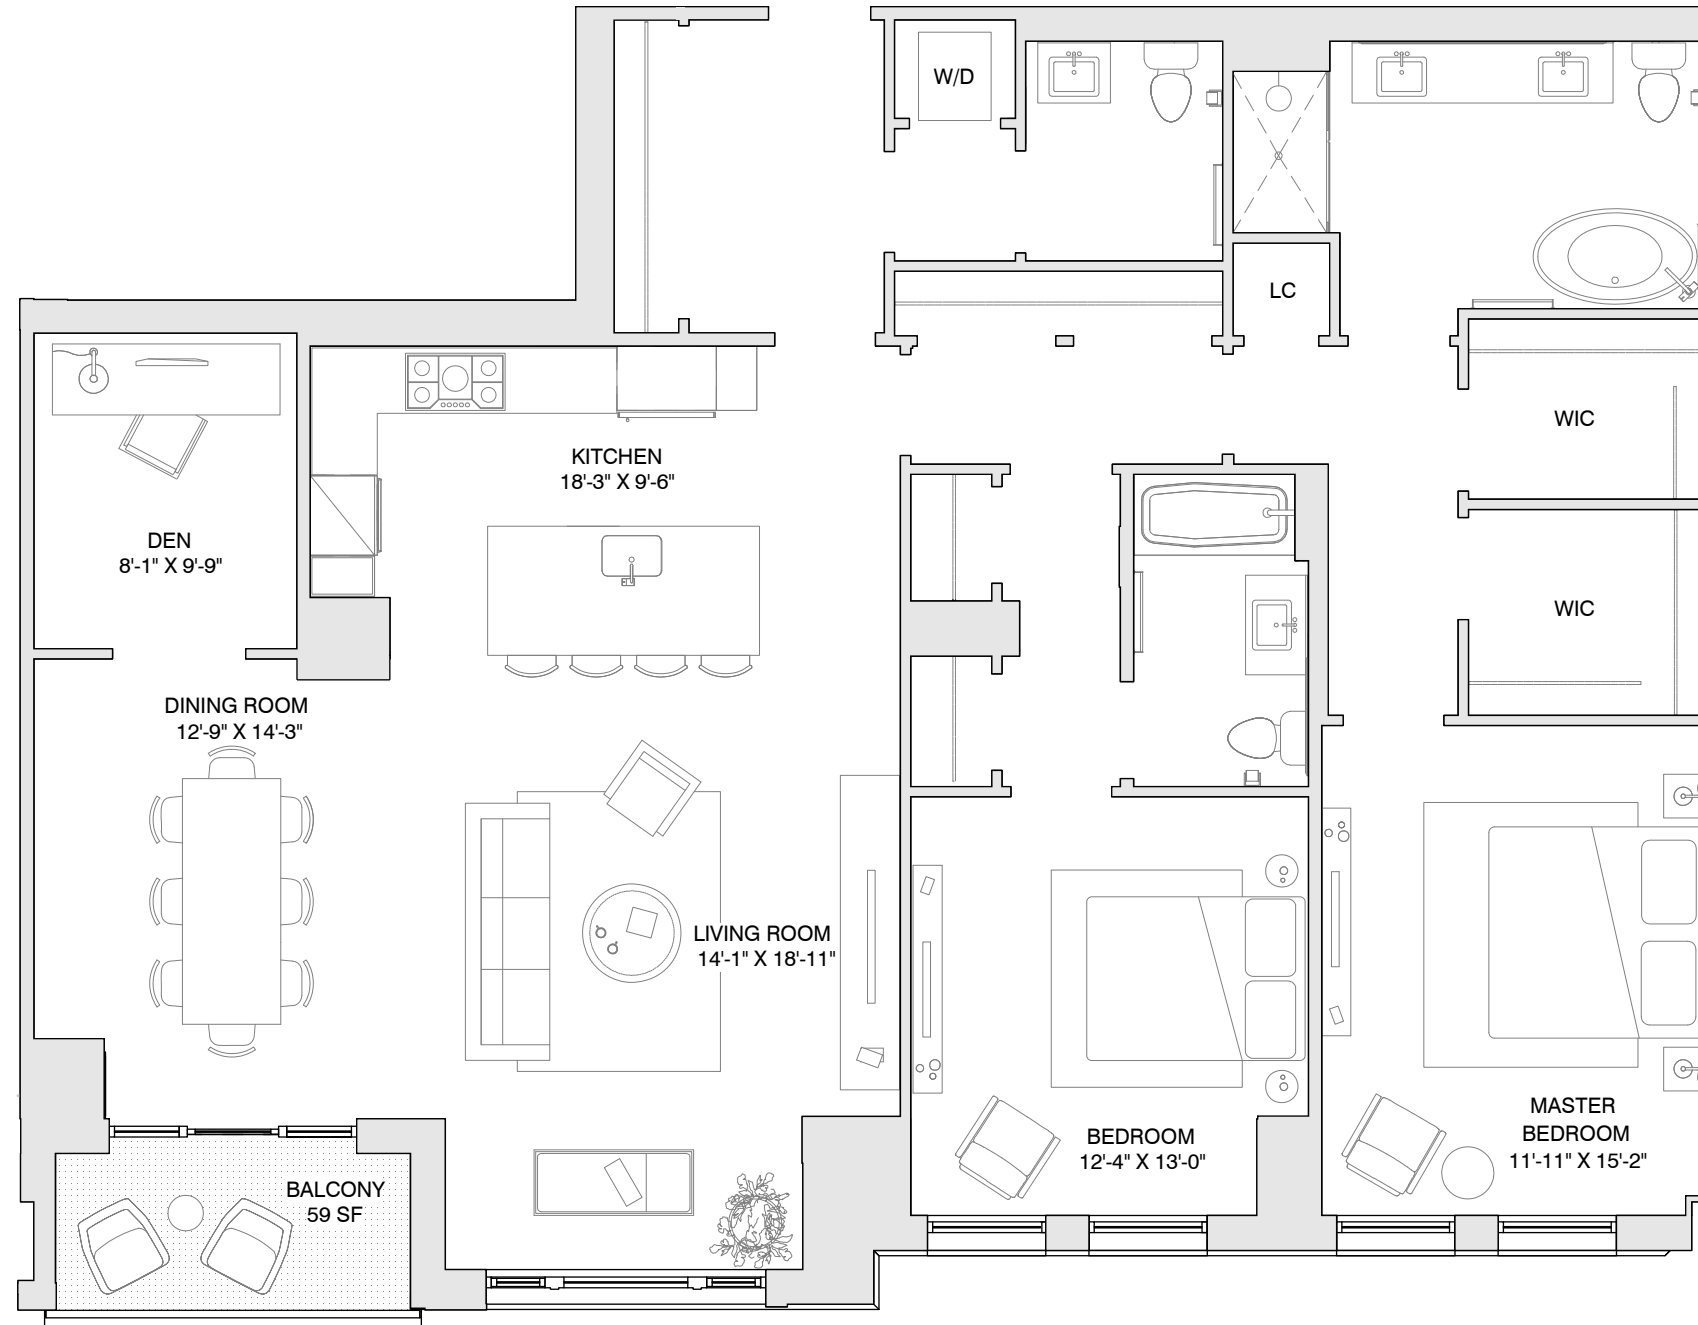 W/D
LC
WIC
KITCHEN
18'-3" X 9'-6"
DEN
8'-1" X 9'-9"
WIC
DINING ROOM
12'-9" X 14'-3"
LIVING ROOM
14'-1" X 18'-11"
MASTER
BEDROOM
11'-11" X 15'-2"
BEDROOM
12'-4" X 13'-0"
BALCONY
59 SF